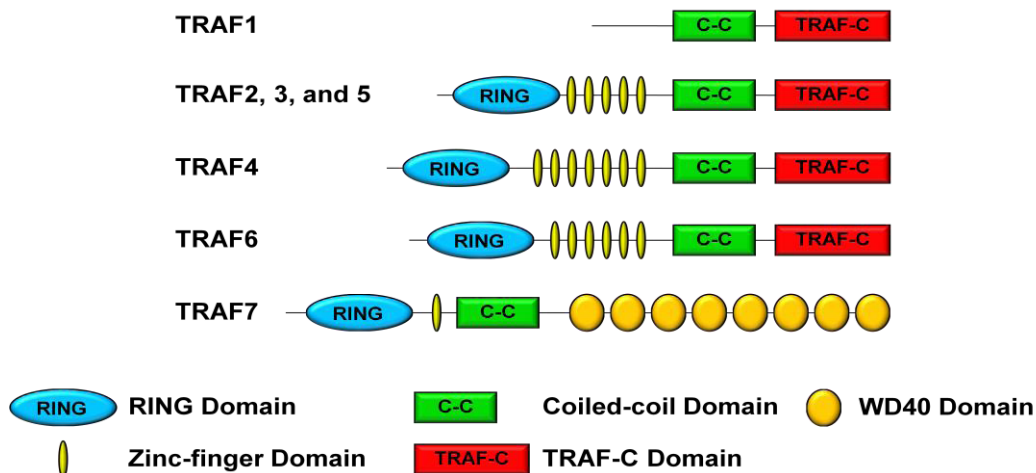 TRAF1 C-C TRAF-C
TRAF2, 3, and 5 RING C-C TRAF-C
TRAF4 RING C-C TRAF-C
TRAF6 RING C-C TRAF-C
TRAF7 RING C-C
RING RING Domain C-C Coiled-coil Domain WD40 Domain
Zinc-finger Domain TRAF-C TRAF-C Domain